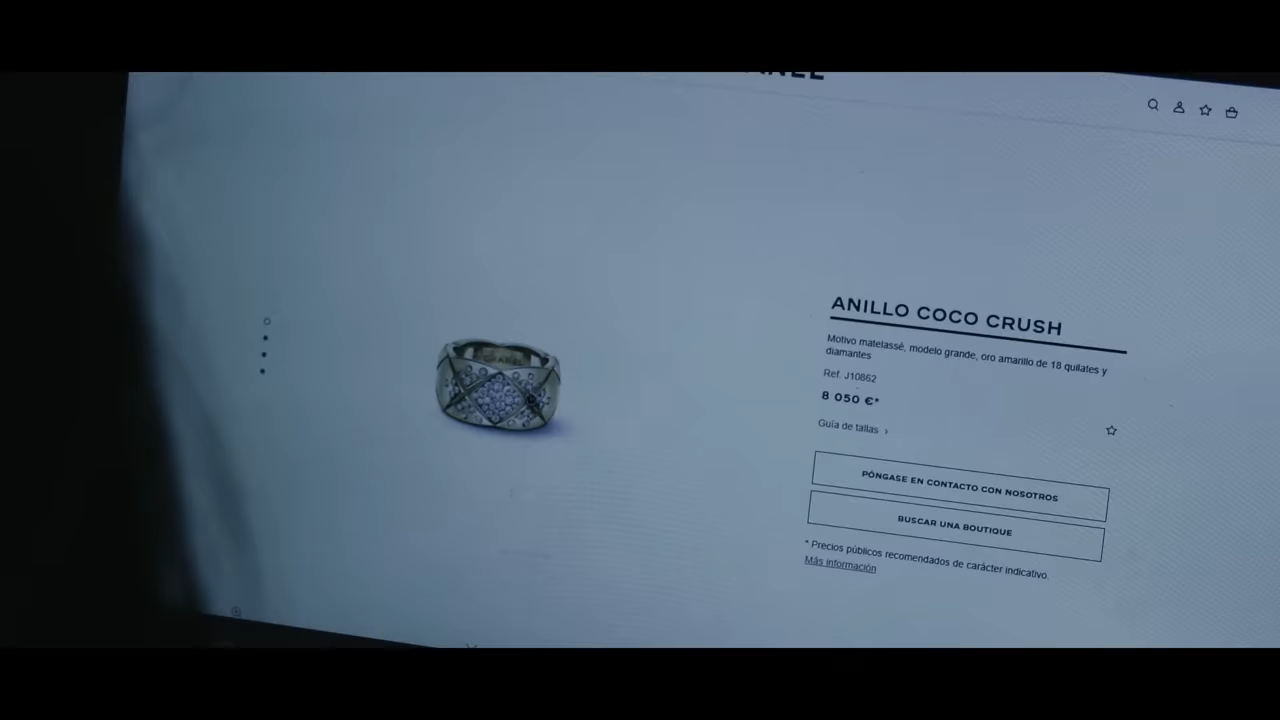 ANILLO COCO CRUSH
Motivo matelassé, modelo grande, oro amarillo de 18 quilates y
diamantes
Ref. J10862
8 050 €*
Guía de tallas ›
PÓNGASE EN CONTACTO CON NOSOTROS
BUSCAR UNA BOUTIQUE
* Precios públicos recomendados de carácter indicativo.
Más información